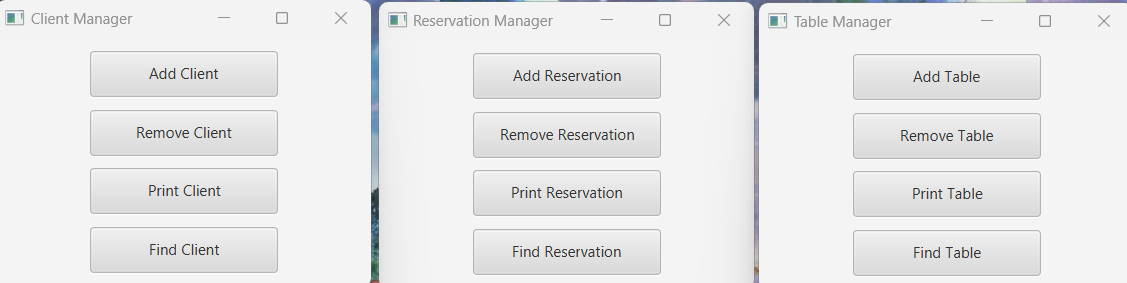 Client Manager
Add Client
Remove Client
Print Client
Find Client
Reservation Manager
Add Reservation
Remove Reservation
Print Reservation
Find Reservation
Table Manager
Add Table
Remove Table
Print Table
Find Table